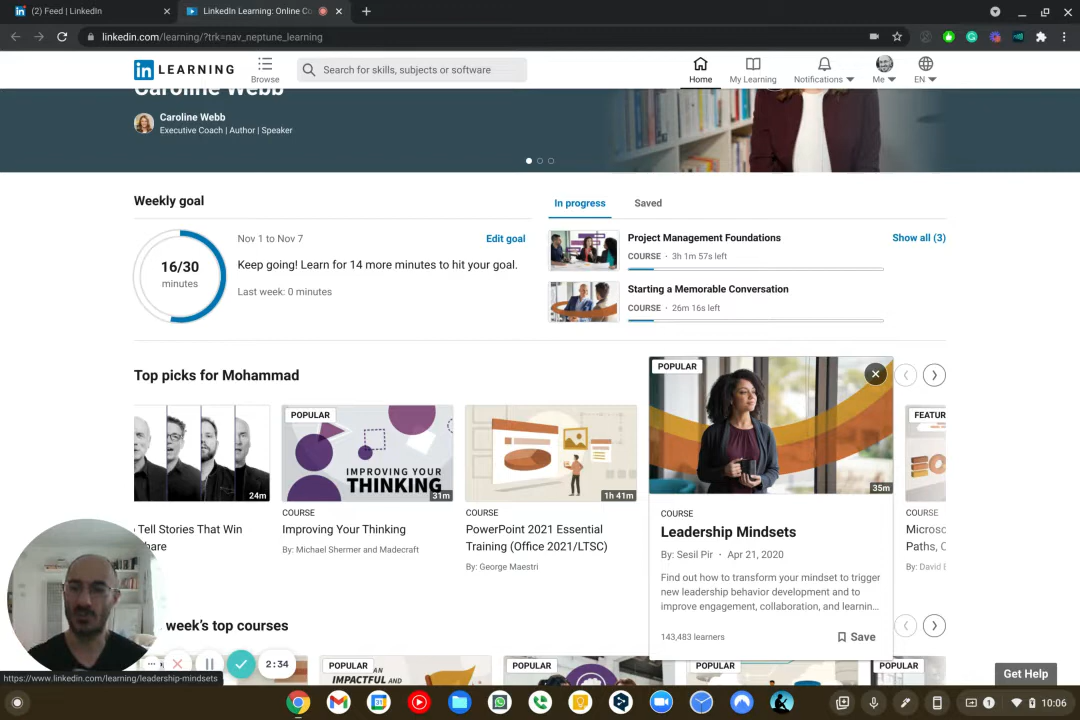 (2) Feed | LinkedIn
LinkedIn Learning: Online Co
linkedin.com/learning/?trk=nav_neptune_learning
in LEARNING
Browse
Search for skills, subjects or software
Home
My Learning
Notifications
Me
EN
Caroline Webb
Caroline Webb
Executive Coach | Author | Speaker
Weekly goal
16/30
minutes
Nov 1 to Nov 7
Edit goal
Keep going! Learn for 14 more minutes to hit your goal.
Last week: 0 minutes
In progress
Saved
Project Management Foundations
Show all (3)
COURSE · 3h 1m 57s left
Starting a Memorable Conversation
COURSE · 26m 16s left
Top picks for Mohammad
24m
Tell Stories That Win
hare
POPULAR
IMPROVING YOUR
THINKING
31m
COURSE
Improving Your Thinking
By: Michael Shermer and Madecraft
1h 41m
COURSE
PowerPoint 2021 Essential
Training (Office 2021/LTSC)
By: George Maestri
POPULAR
35m
COURSE
Leadership Mindsets
By: Sesil Pir · Apr 21, 2020
Find out how to transform your mindset to trigger
new leadership behavior development and to
improve engagement, collaboration, and learnin...
143,483 learners
Save
FEATUR
COURSE
Microsc
Paths, C
By: David E
week's top courses
POPULAR
AN
IMPACTFUL AND
POPULAR
POPULAR
POPULAR
2:34
https://www.linkedin.com/learning/leadership-mindsets
Get Help
1
10:06